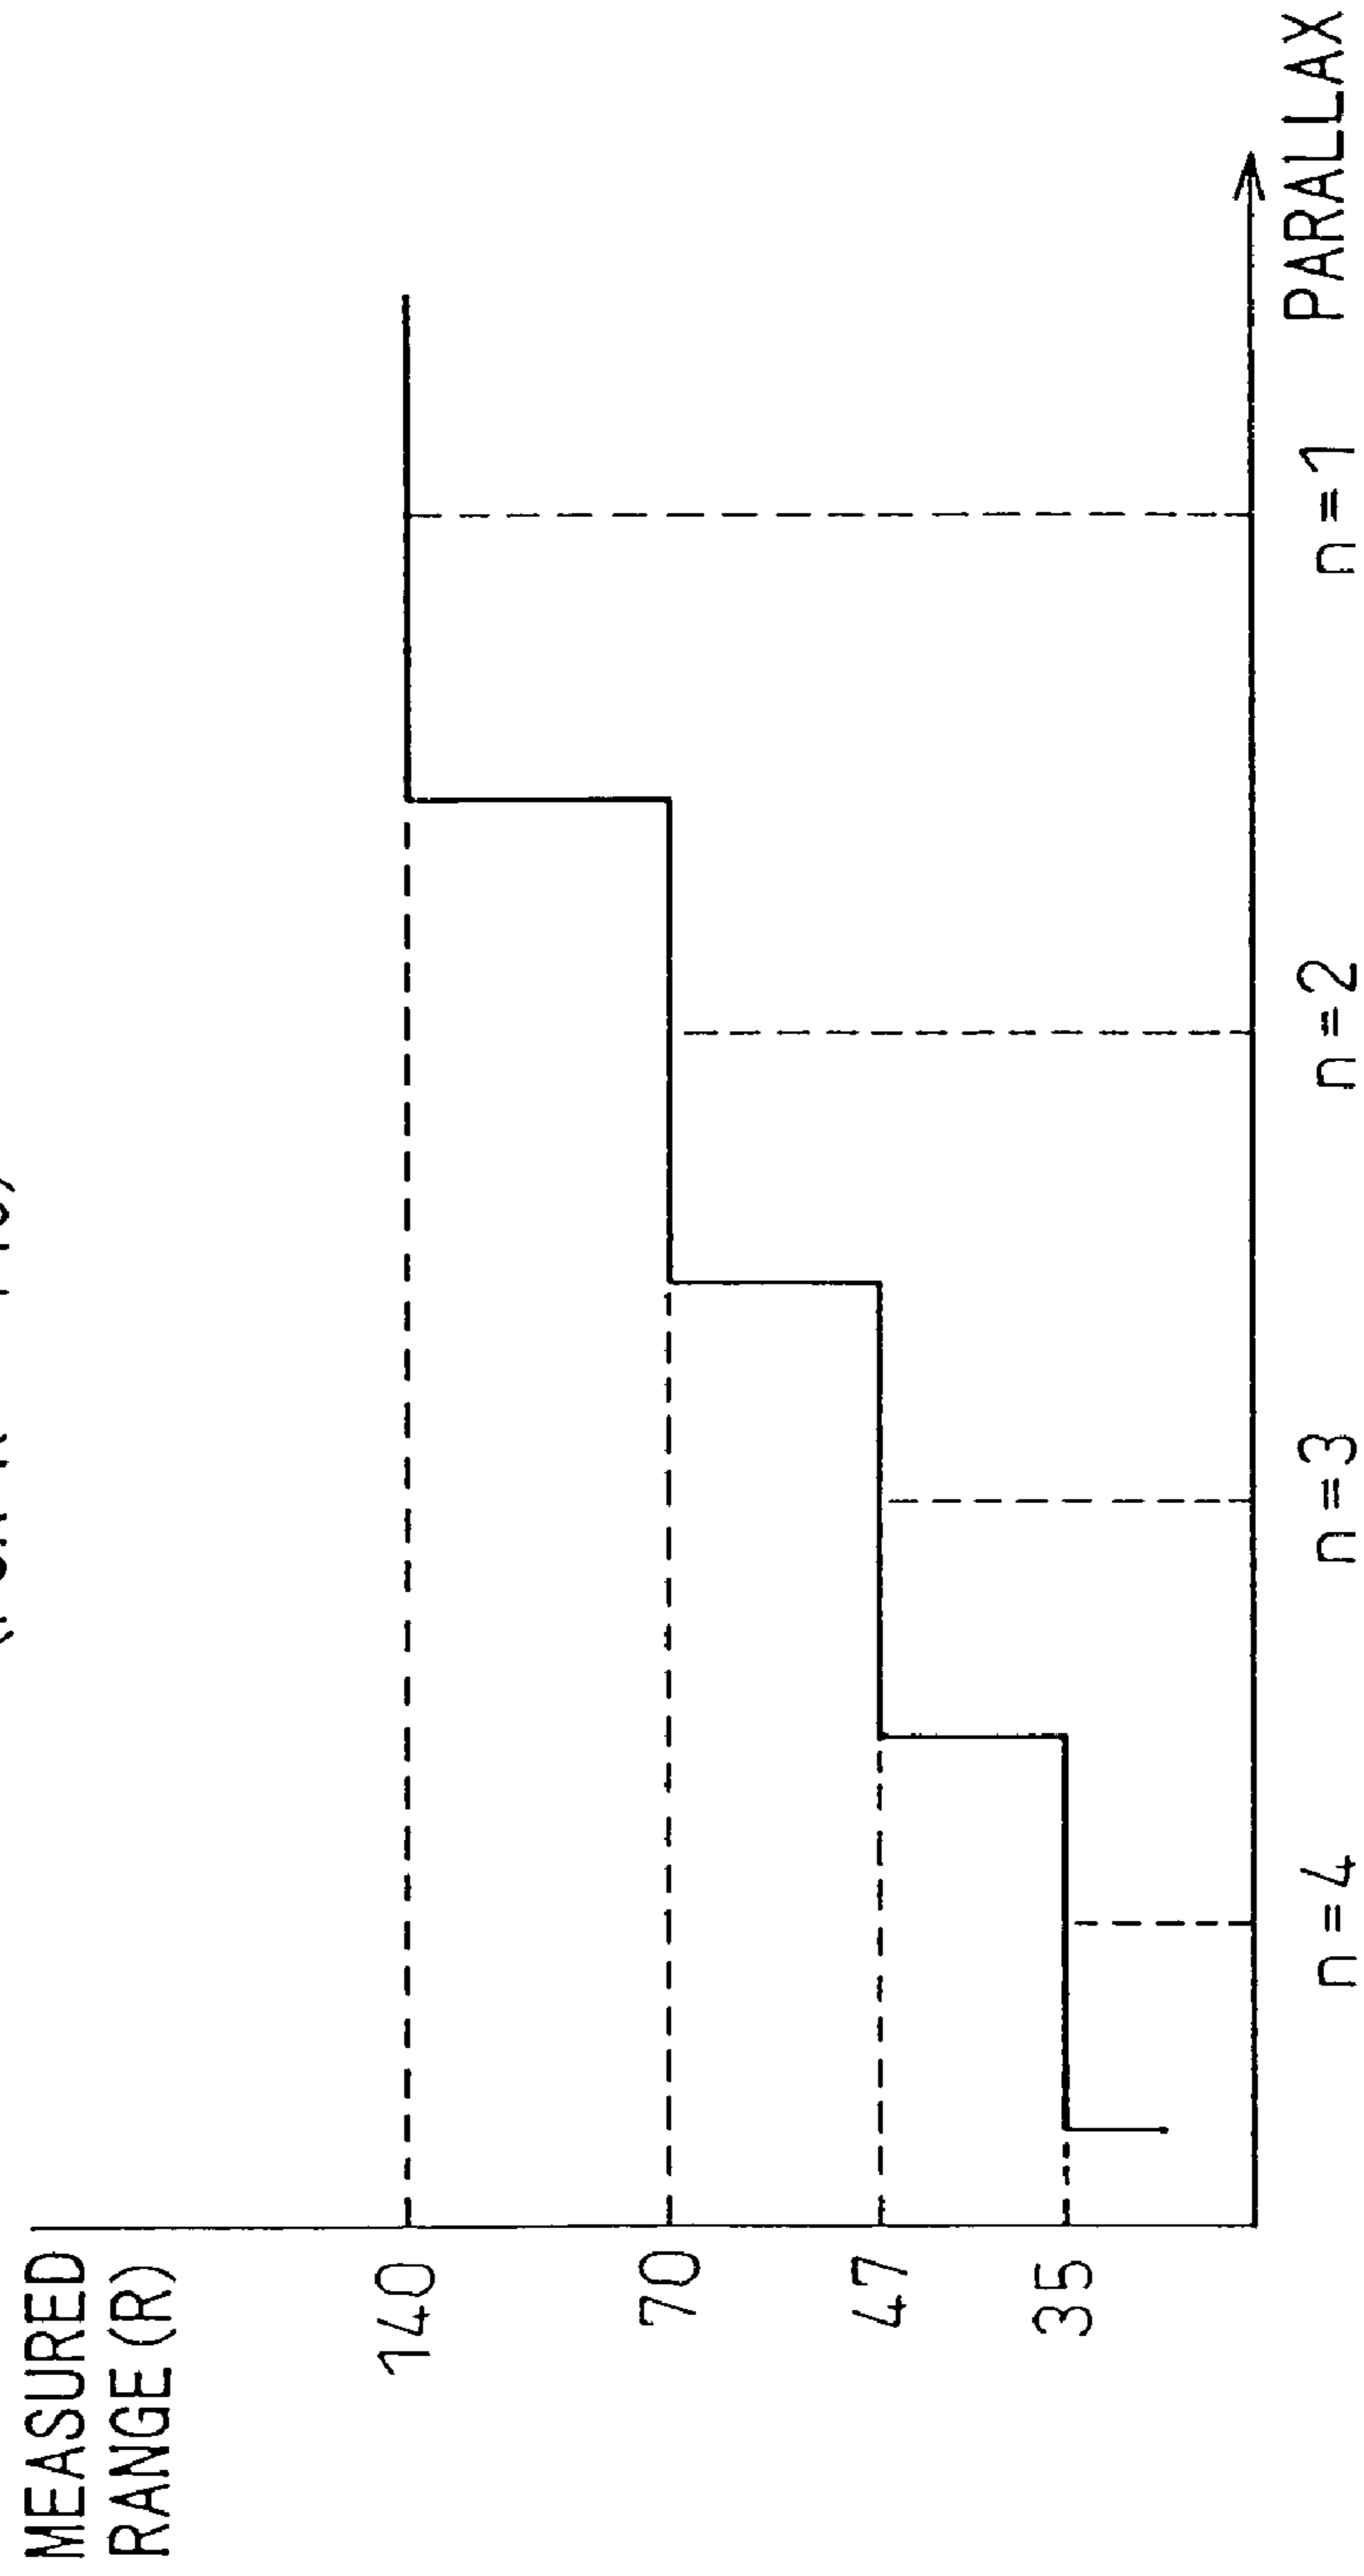 MEASURED
RANGE (R)
140
70
47
35
n=4
n=3
n=2
n=1
PARALLAX